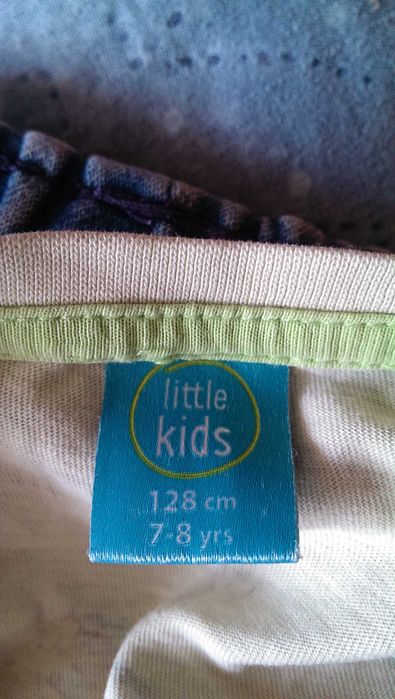 little
kids
128 cm
7-8 yrs